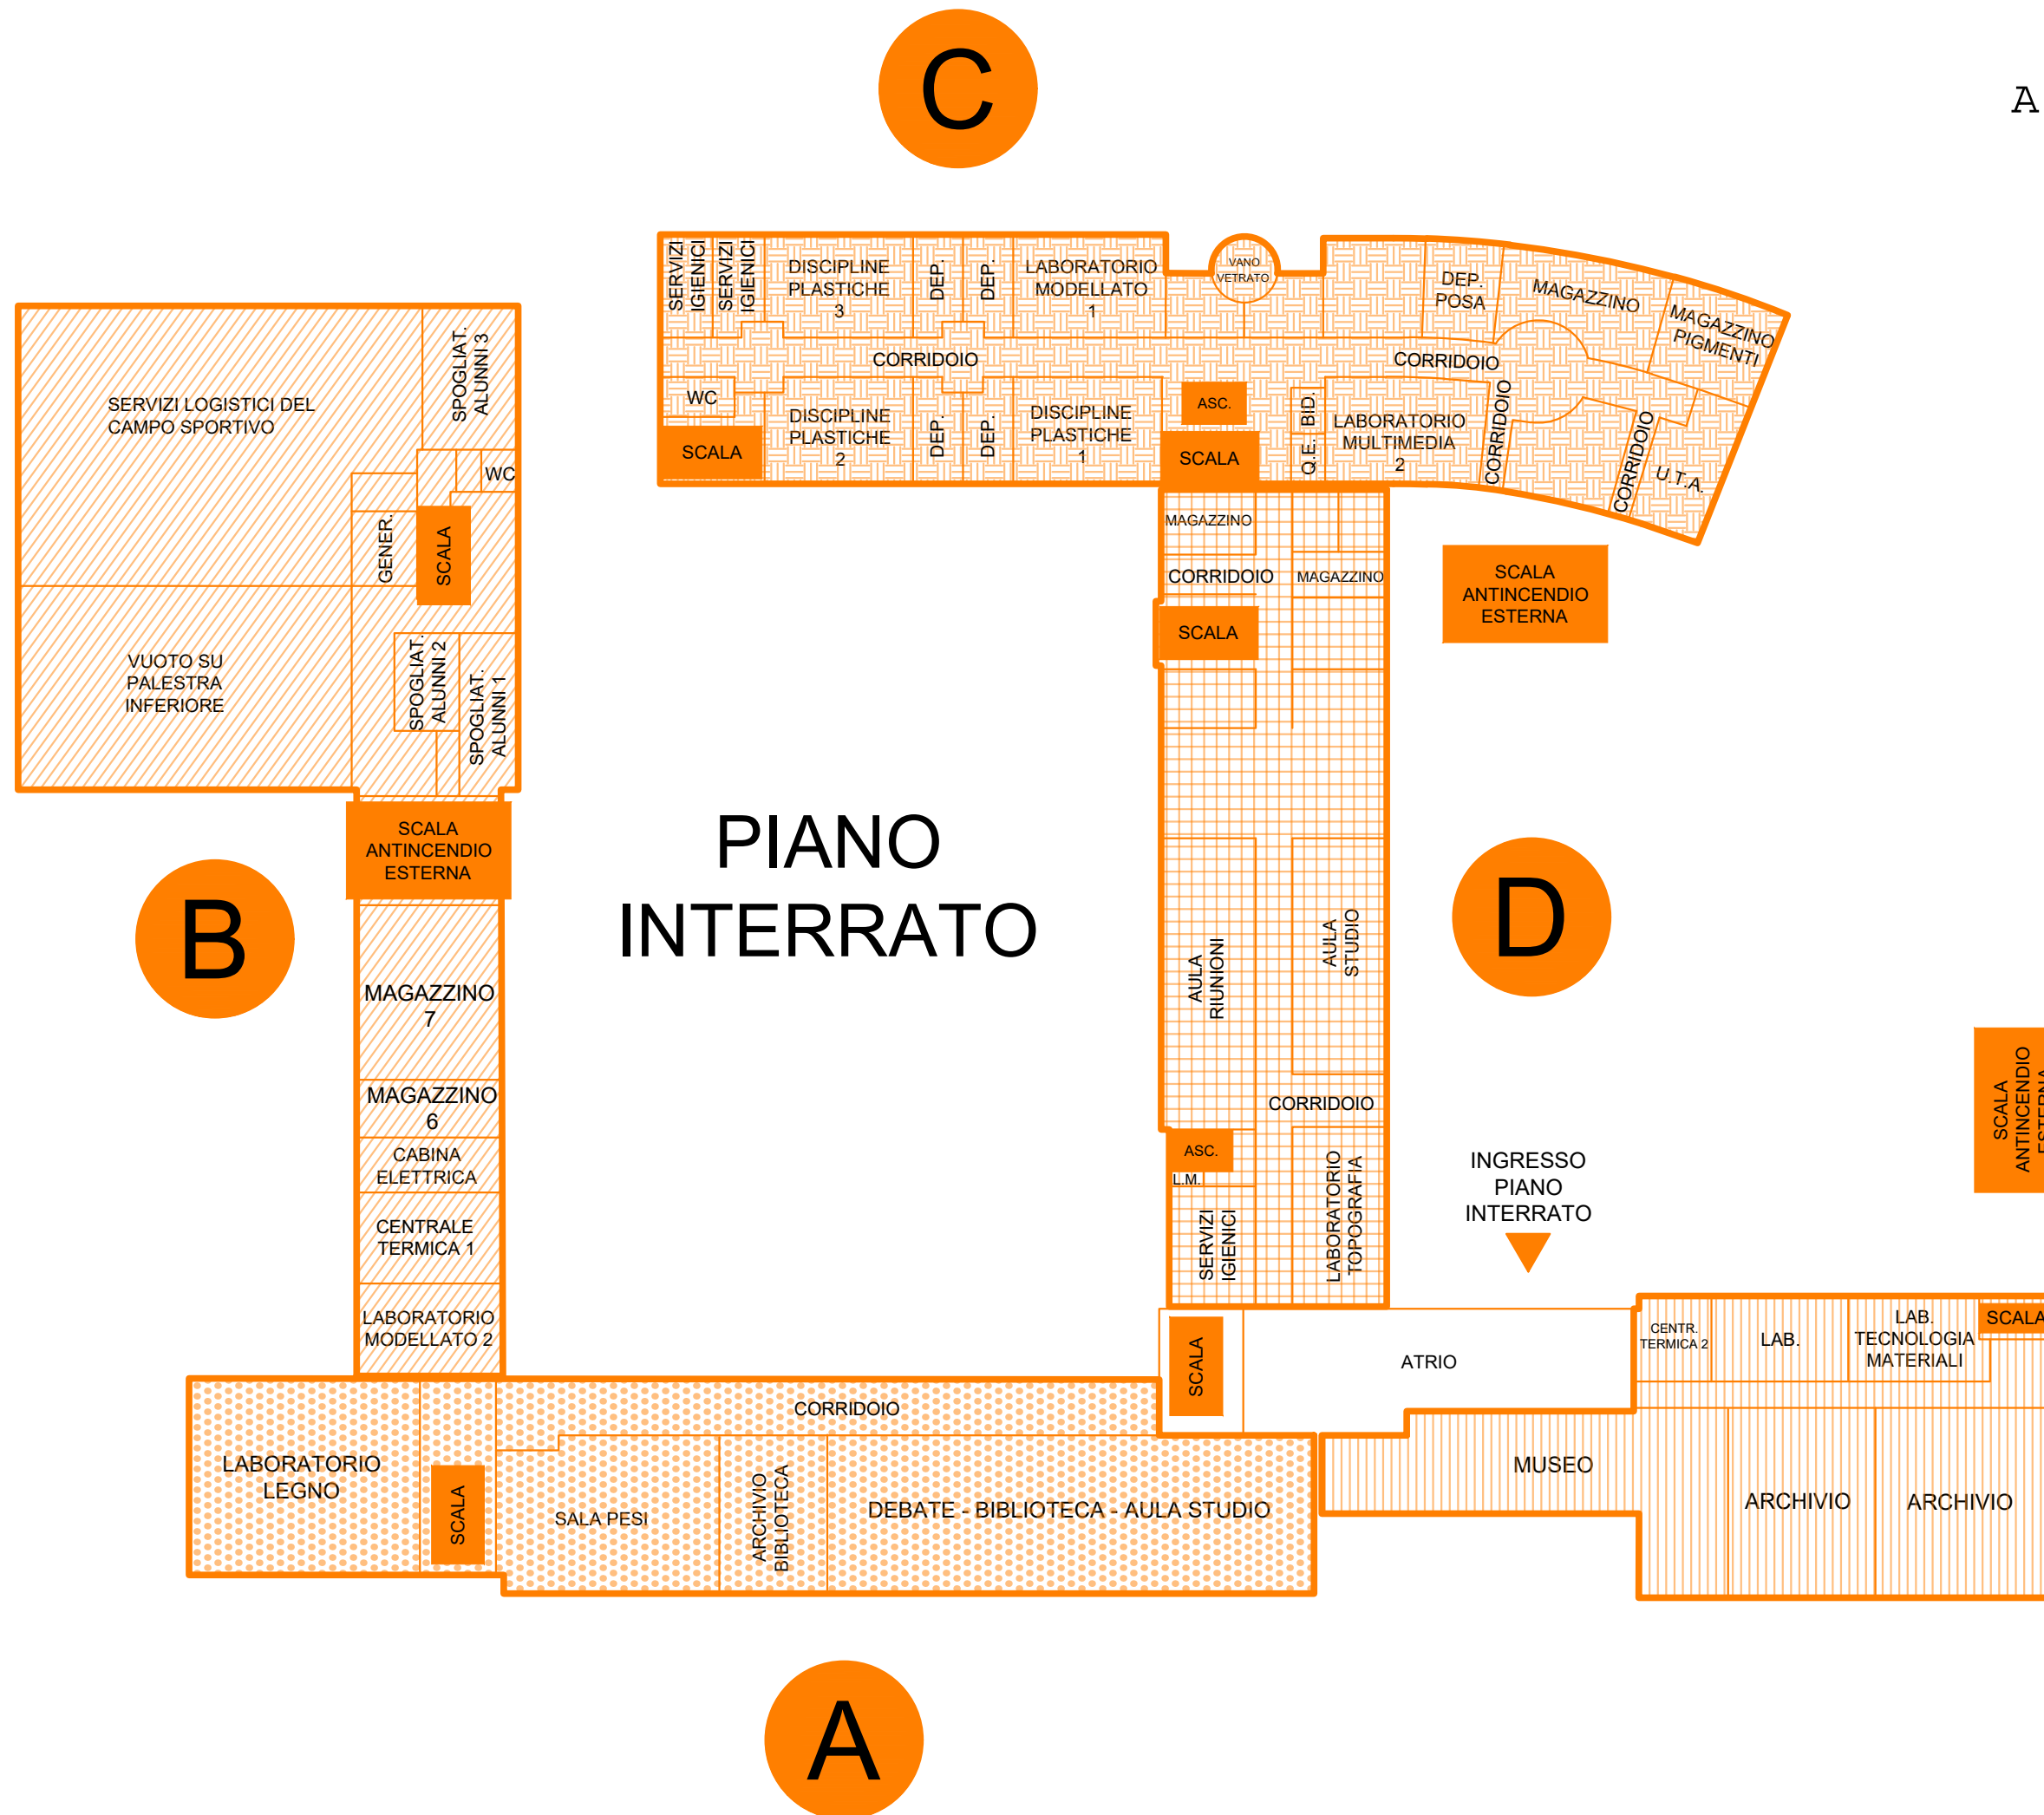 C
A
SERVIZI
IGIENICI
SERVIZI
IGIENICI
DISCIPLINE
PLASTICHE
3
DEP.
DEP.
LABORATORIO
MODELLATO
1
VANO
VETRATO
DEP.
POSA
MAGAZZINO
MAGAZZINO
PIGMENTI
CORRIDOIO
CORRIDOIO
WC
SCALA
DISCIPLINE
PLASTICHE
2
DEP.
DEP.
DISCIPLINE
PLASTICHE
1
ASC.
SCALA
BID.
Q.E.
LABORATORIO
MULTIMEDIA
2
CORRIDOIO
CORRIDOIO
U.T.A.
SERVIZI LOGISTICI DEL
CAMPO SPORTIVO
SPOGLIAT.
ALUNNI 3
WC
GENER.
SCALA
VUOTO SU
PALESTRA
INFERIORE
SPOGLIAT.
ALUNNI 2
SPOGLIAT.
ALUNNI 1
SCALA
ANTINCENDIO
ESTERNA
B
MAGAZZINO
7
MAGAZZINO
6
CABINA
ELETTRICA
CENTRALE
TERMICA 1
LABORATORIO
MODELLATO 2
PIANO
INTERRATO
MAGAZZINO
CORRIDOIO
MAGAZZINO
SCALA
SCALA
ANTINCENDIO
ESTERNA
AULA
RIUNIONI
AULA
STUDIO
D
CORRIDOIO
ASC.
L.M.
SERVIZI
IGIENICI
LABORATORIO
TOPOGRAFIA
INGRESSO
PIANO
INTERRATO
SCALA
ANTINCENDIO
ESTERNA
SCALA
ATRIO
CENTR.
TERMICA 2
LAB.
LAB.
TECNOLOGIA
MATERIALI
SCALA
LABORATORIO
LEGNO
SCALA
CORRIDOIO
SALA PESI
ARCHIVIO
BIBLIOTECA
DEBATE - BIBLIOTECA - AULA STUDIO
MUSEO
ARCHIVIO
ARCHIVIO
A